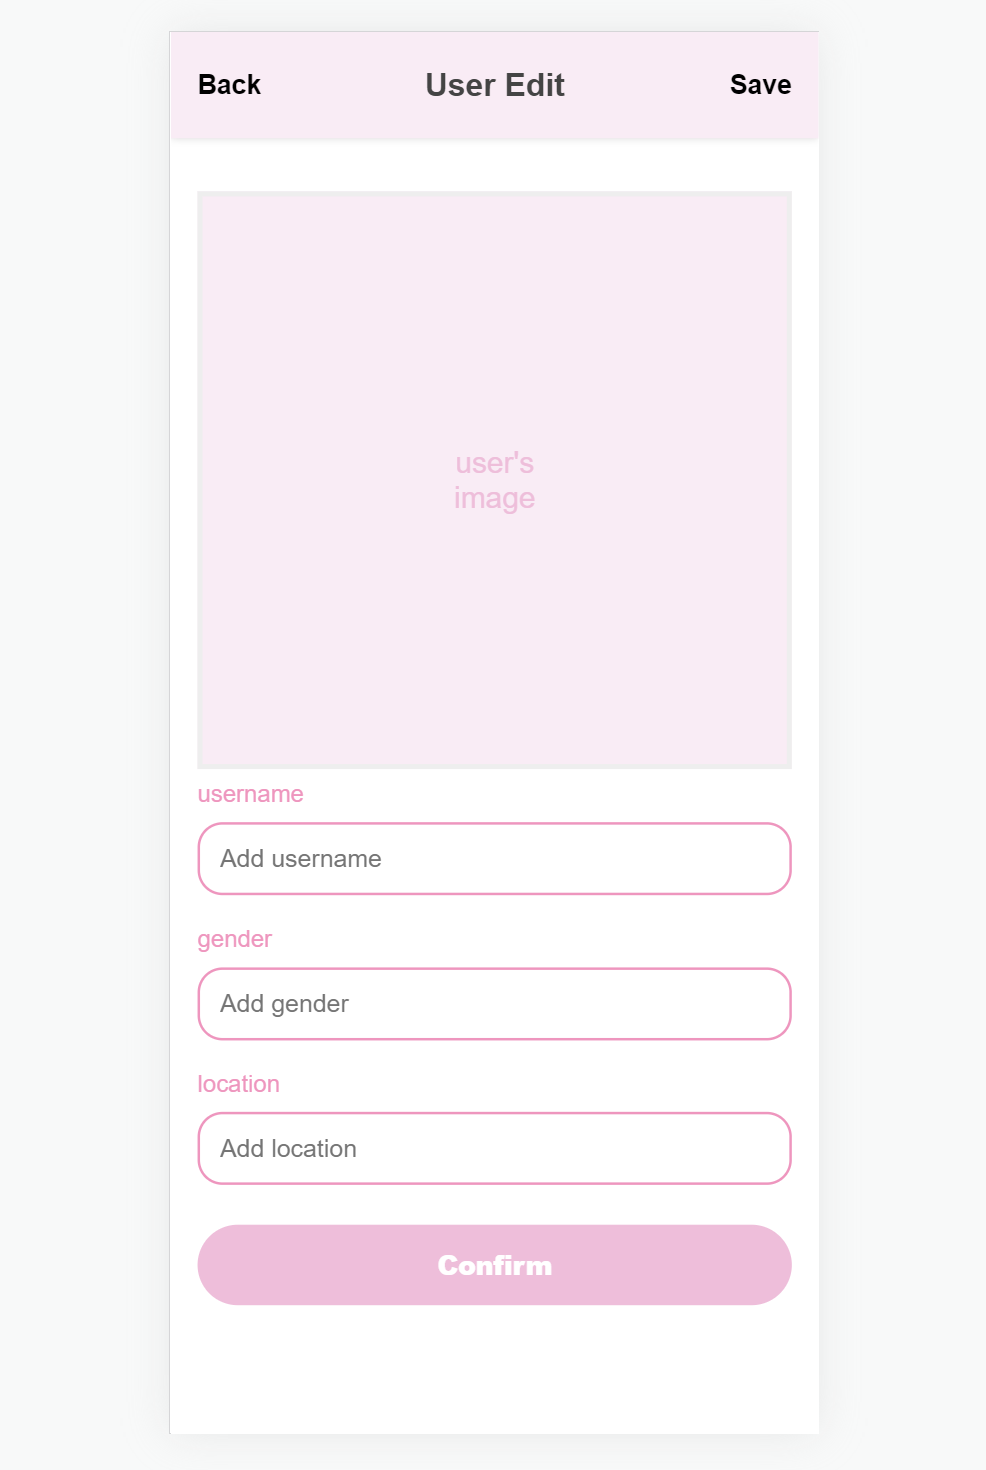 Back User Edit Save
user's
image
username
Add username
gender
Add gender
location
Add location
Confirm